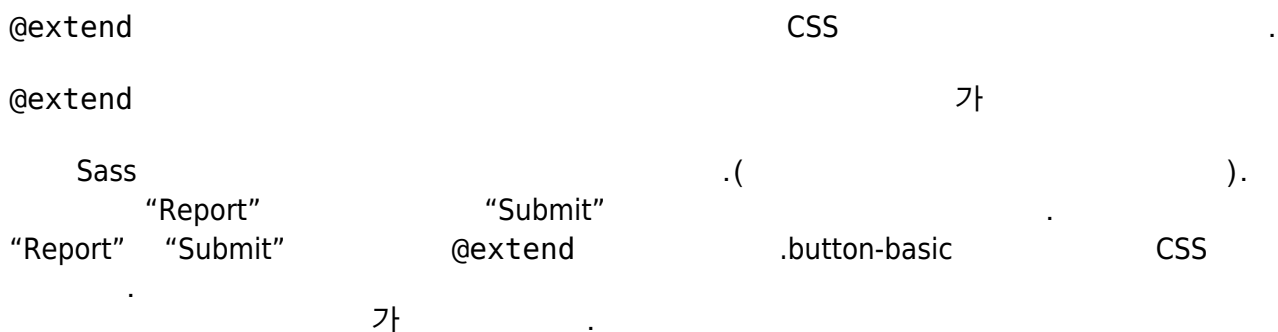 @extend CSS .
@extend 가
Sass .( ).
“Report” “Submit” .
“Report” “Submit” @extend .button-basic CSS
.
가 .